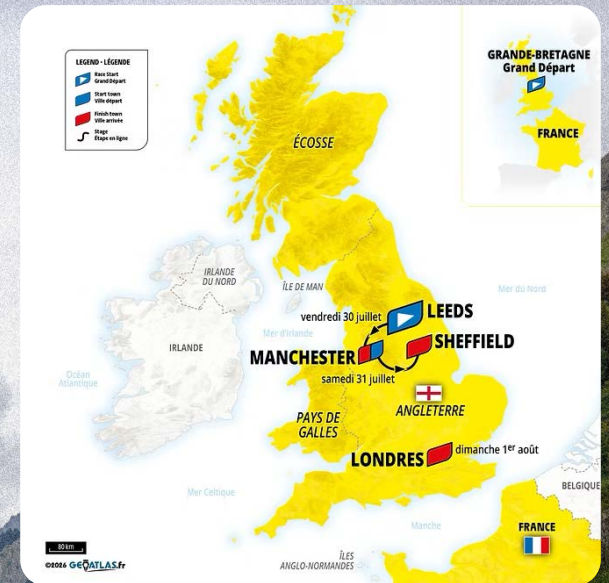 LEGEND - LÉGENDE
Race Start
Grand Départ
Start town
Ville départ
Finish town
Ville arrivée
Stage
Étape en ligne
GRANDE-BRETAGNE
Grand Départ
FRANCE
ÉCOSSE
IRLANDE
DU NORD
ÎLE DE MAN
Mer du Nord
vendredi 30 juillet
LEEDS
Mer d'Irlande
IRLANDE
MANCHESTER
SHEFFIELD
samedi 31 juillet
Océan
Atlantique
PAYS DE
GALLES
ANGLETERRE
LONDRES
dimanche 1er août
BELGIQUE
Mer Celtique
Manche
FRANCE
80 km
ÎLES
ANGLO-NORMANDES
©2026 GEOATLAS.fr